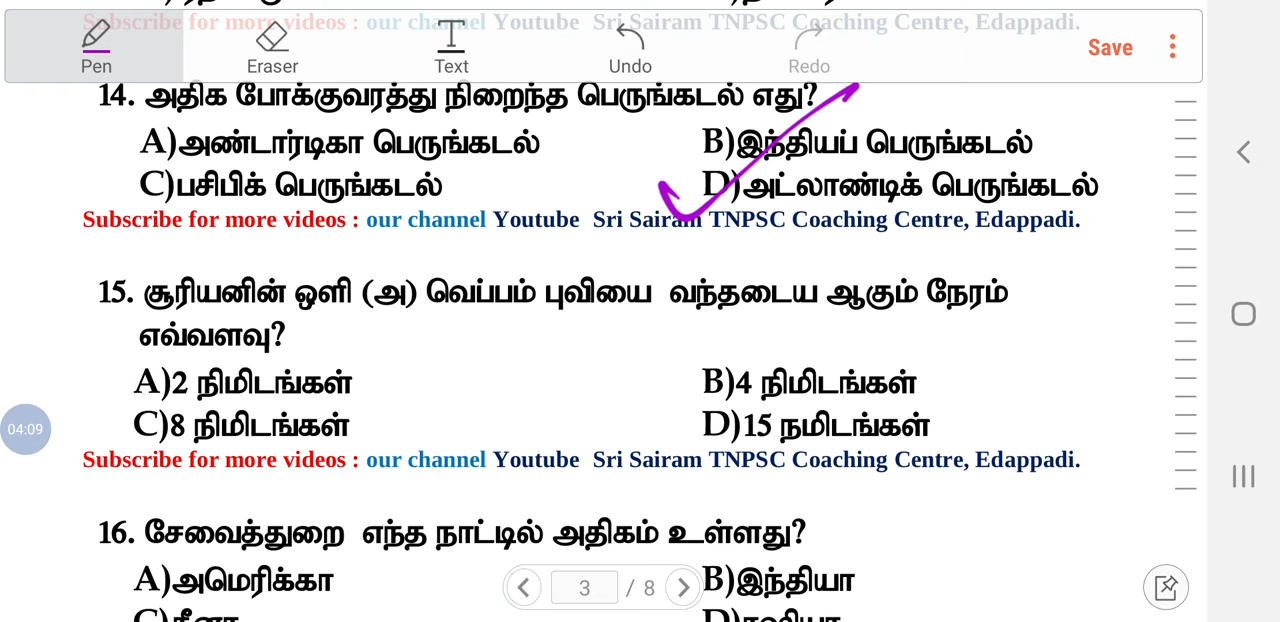 Subscribe for more videos : our channel Youtube Sri Sairam TNPSC Coaching Centre, Edappadi.
Pen
Eraser
Text
Undo
Redo
Save
14. அதிக போக்குவரத்து நிறைந்த பெருங்கடல் எது?
A)அண்டார்டிகா பெருங்கடல் B)இந்தியப் பெருங்கடல்
C)பசிபிக் பெருங்கடல் D)அட்லாண்டிக் பெருங்கடல்
Subscribe for more videos : our channel Youtube Sri Sairam TNPSC Coaching Centre, Edappadi.
15. சூரியனின் ஒளி (அ) வெப்பம் புவியை வந்தடைய ஆகும் நேரம்
எவ்வளவு?
A)2 நிமிடங்கள் B)4 நிமிடங்கள்
C)8 நிமிடங்கள் D)15 நமிடங்கள்
04:09
Subscribe for more videos : our channel Youtube Sri Sairam TNPSC Coaching Centre, Edappadi.
16. சேவைத்துறை எந்த நாட்டில் அதிகம் உள்ளது?
A)அமெரிக்கா B)இந்தியா
3 / 8